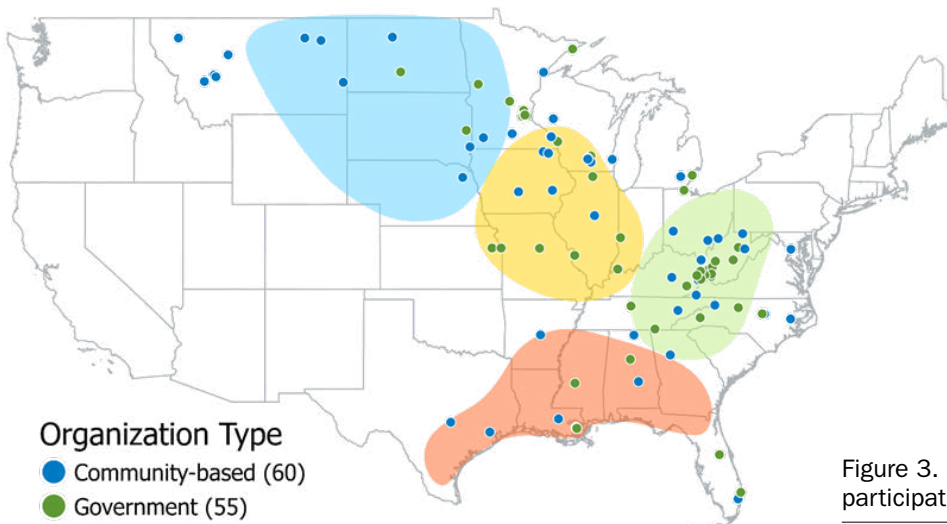 Organization Type
Community-based (60)
Government (55)
Figure 3.
participat